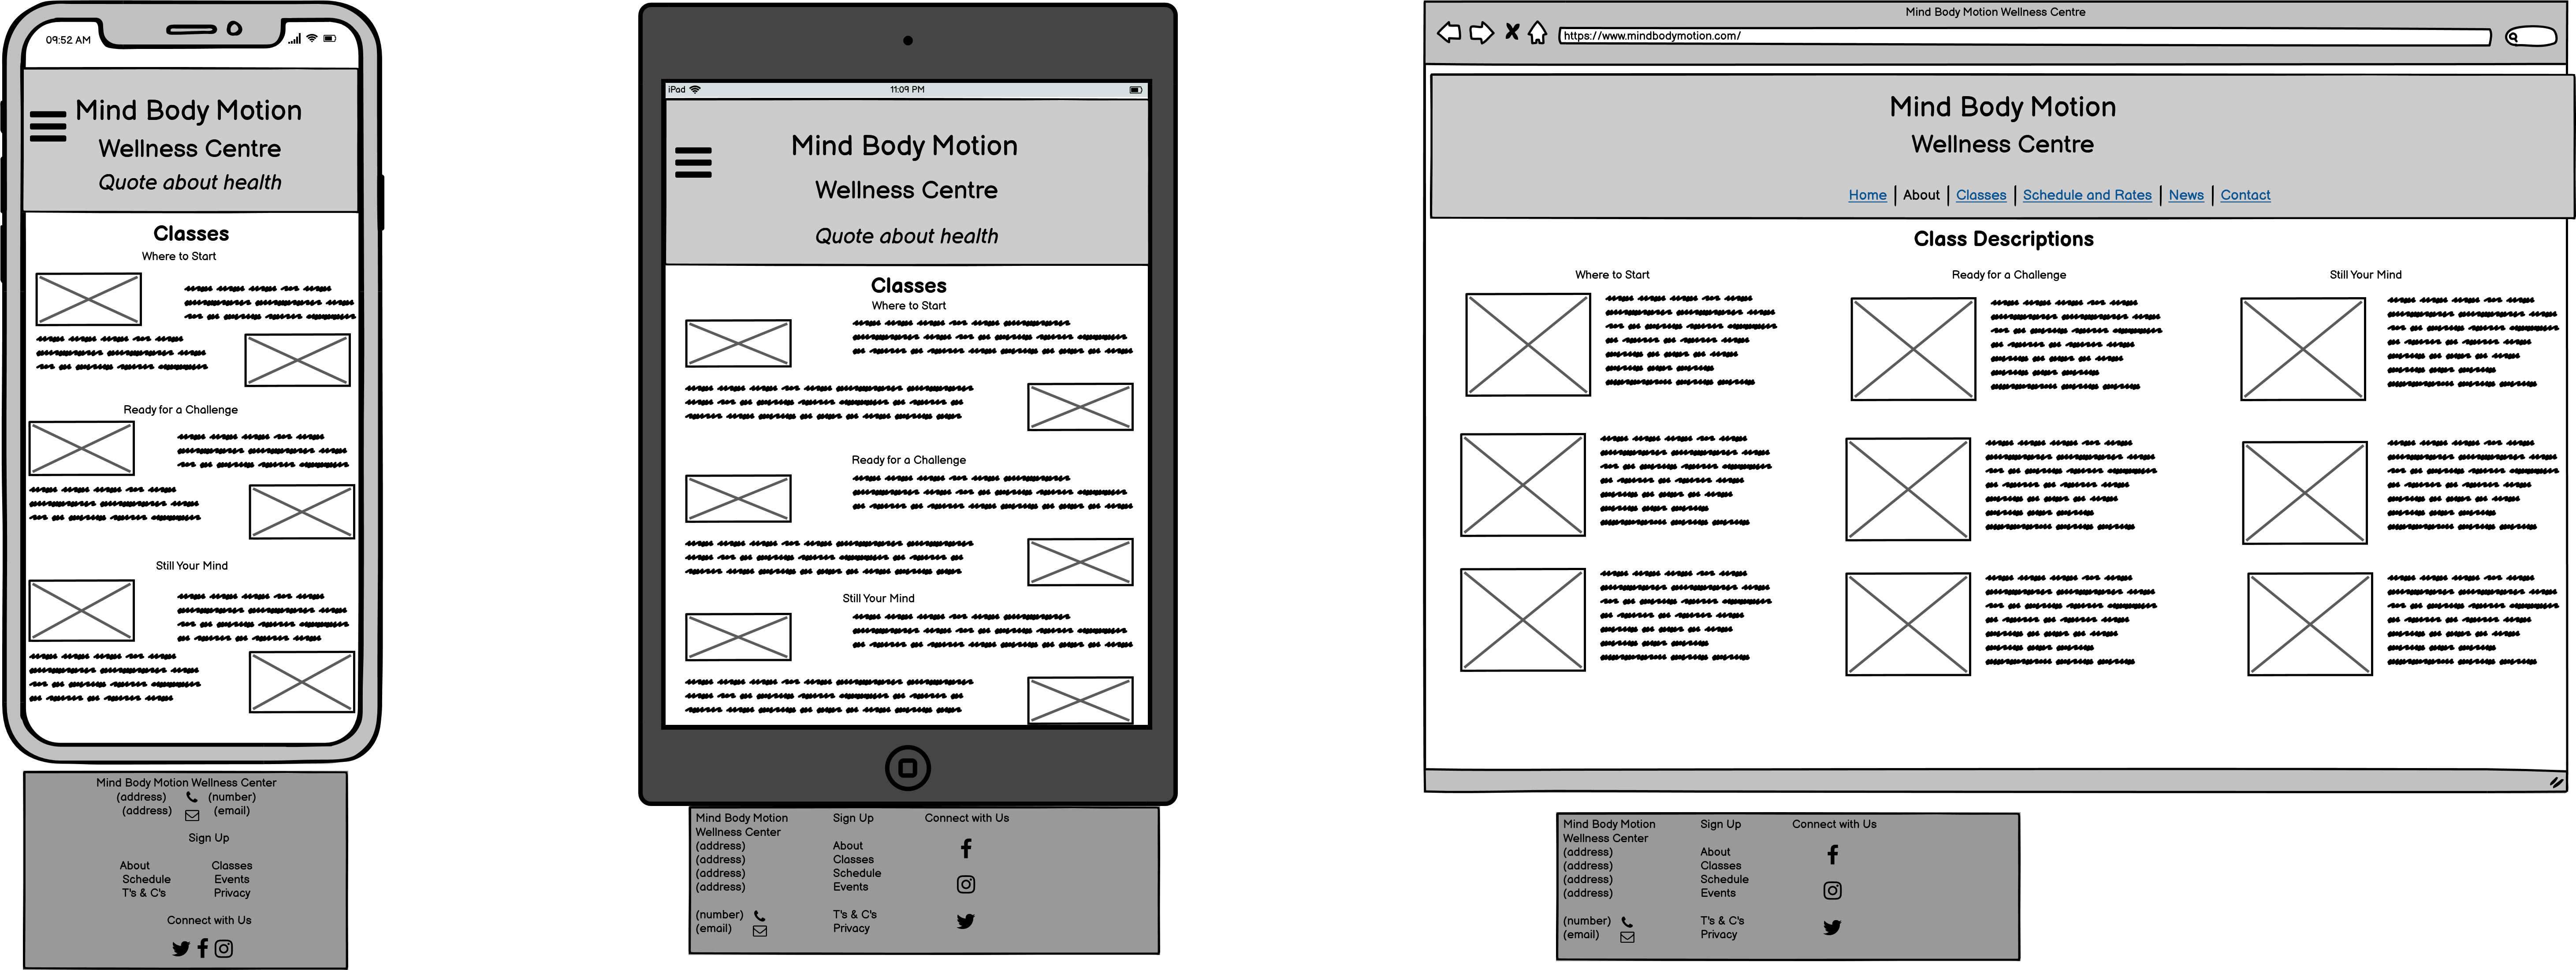 09:52 AM
Mind Body Motion
Wellness Centre
Quote about health
Classes
Where to Start
Ready for a Challenge
Still Your Mind
Mind Body Motion Wellness Center
(address) (number)
(address) (email)
Sign Up
About Classes
Schedule Events
T's & C's Privacy
Connect with Us
iPad 11:09 PM
Mind Body Motion
Wellness Centre
Quote about health
Classes
Where to Start
Ready for a Challenge
Still Your Mind
Mind Body Motion
Wellness Center
(address)
(address)
(address)
(address)
(number)
(email)
Sign Up
About
Classes
Schedule
Events
T's & C's
Privacy
Connect with Us
Mind Body Motion Wellness Centre
https://www.mindbodymotion.com/
Mind Body Motion
Wellness Centre
Home | About | Classes | Schedule and Rates | News | Contact
Class Descriptions
Where to Start
Ready for a Challenge
Still Your Mind
Mind Body Motion
Wellness Center
(address)
(address)
(address)
(address)
(number)
(email)
Sign Up
About
Classes
Schedule
Events
T's & C's
Privacy
Connect with Us